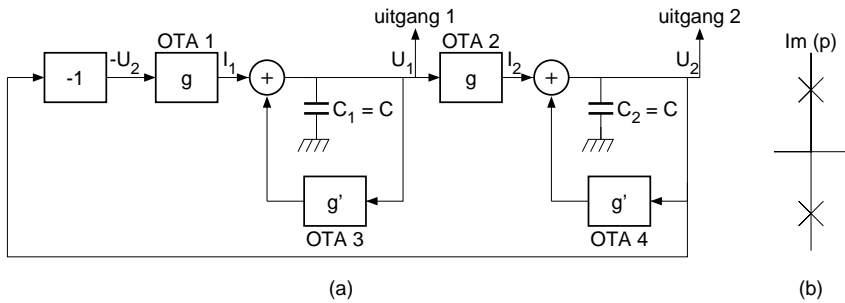 uitgang 1
uitgang 2
OTA 1
OTA 2
Im (p)
-1
-U2
g
I1
+
U1
g
I2
+
U2
C1 = C
C2 = C
g’
g’
OTA 3
OTA 4
(a)
(b)